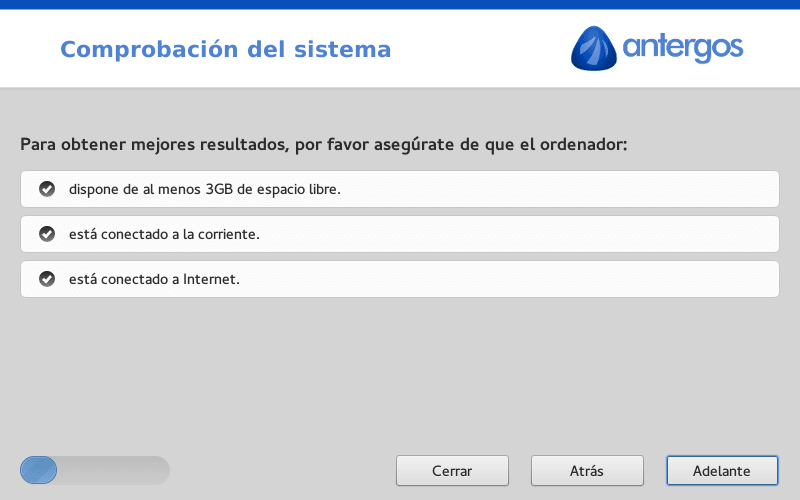 Comprobación del sistema
antergos
Para obtener mejores resultados, por favor asegúrate de que el ordenador:
dispone de al menos 3GB de espacio libre.
está conectado a la corriente.
está conectado a Internet.
Cerrar
Atrás
Adelante